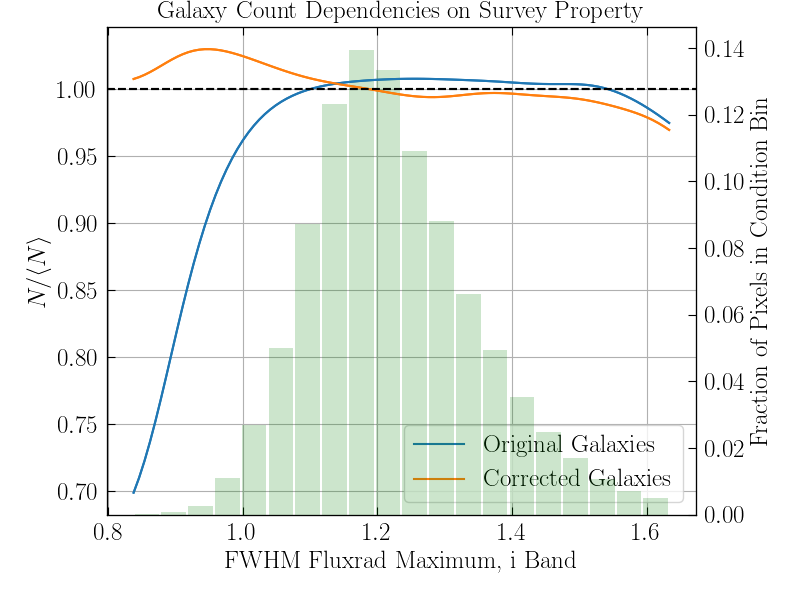 Galaxy Count Dependencies on Survey Property
N/⟨N⟩
1.00
0.95
0.90
0.85
0.80
0.75
0.70
0.14
0.12
0.10
0.08
0.06
0.04
0.02
0.00
Fraction of Pixels in Condition Bin
Original Galaxies
Corrected Galaxies
0.8 1.0 1.2 1.4 1.6
FWHM Fluxrad Maximum, i Band